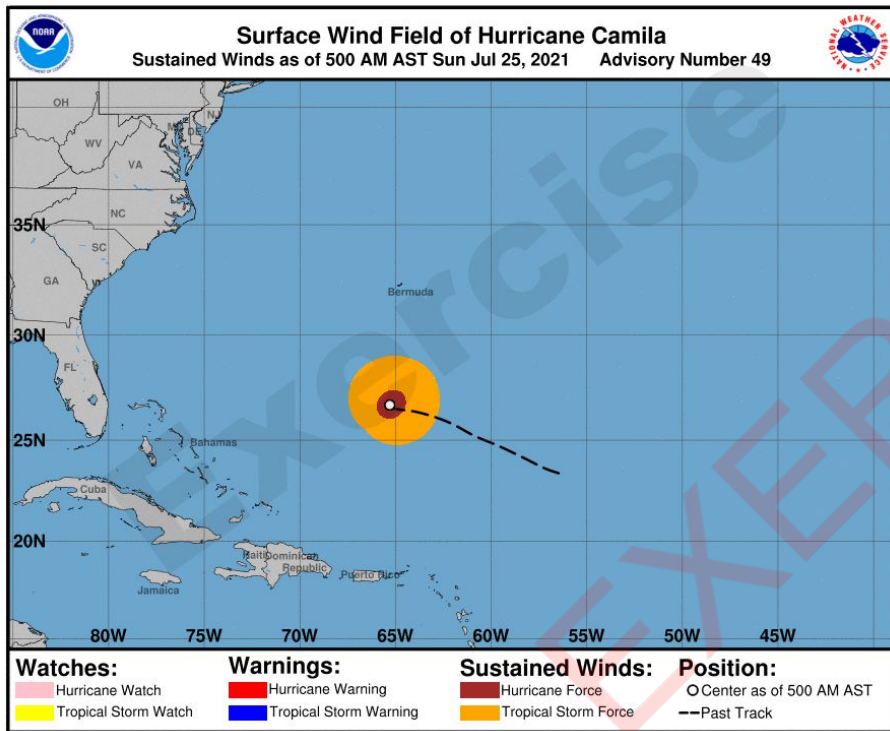 Surface Wind Field of Hurricane Camila
Sustained Winds as of 500 AM AST Sun Jul 25, 2021 Advisory Number 49
NOAA
NATIONAL WEATHER SERVICE
OH
NJ
DE
WV
VA
NC
SC
GA
FL
35N
30N
25N
20N
Bermuda
Bahamas
Cuba
Haiti
Dominican
Republic
Puerto Rico
Jamaica
80W 75W 70W 65W 60W 55W 50W 45W
Exercise
EXER
Watches:
Hurricane Watch
Tropical Storm Watch
Warnings:
Hurricane Warning
Tropical Storm Warning
Sustained Winds:
Hurricane Force
Tropical Storm Force
Position:
Center as of 500 AM AST
Past Track